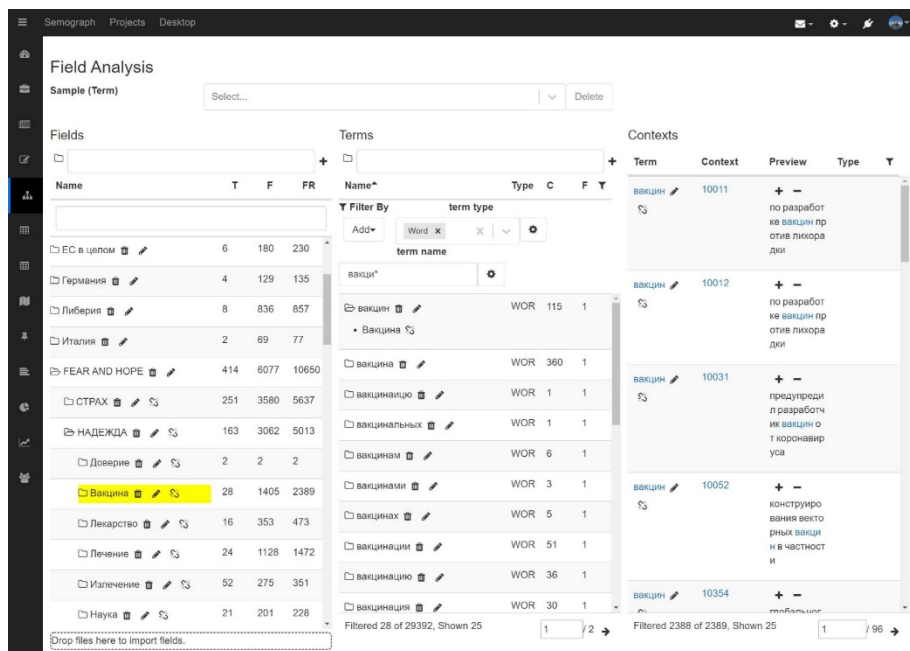 Semograph Projects Desktop
Field Analysis
Sample (Term)
Select...
Delete
Fields
Name T F FR
ЕС в целом 6 180 230
Германия 4 129 135
Либерия 8 836 857
Италия 2 69 77
FEAR AND HOPE 414 6077 10650
СТРАХ 251 3580 5637
НАДЕЖДА 163 3062 5013
Доверие 2 2 2
Вакцина 28 1405 2389
Лекарство 16 353 473
Лечение 24 1128 1472
Излечение 52 275 351
Наука 21 201 228
Drop files here to import fields.
Terms
Name^ Type C F
Filter By term type
Add Word ×
term name
вакци*
вакцин WOR 115 1
• Вакцина
вакцина WOR 360 1
вакцинаицю WOR 1 1
вакцинальных WOR 1 1
вакцинам WOR 6 1
вакцинами WOR 3 1
вакцинах WOR 5 1
вакцинации WOR 51 1
вакцинацию WOR 36 1
вакцинация WOR 30 1
Filtered 28 of 29392, Shown 25
1 / 2
Contexts
Term Context Preview Type
вакцин 10011 + −
по разработ
ке вакцин пр
отив лихора
дки
вакцин 10012 + −
по разработ
ке вакцин пр
отив лихора
дки
вакцин 10031 + −
предупреди
л разработч
ик вакцин о
т коронавир
уса
вакцин 10052 + −
конструиро
вания векто
рных вакци
н в частност
и
вакцин 10354 + −
Filtered 2388 of 2389, Shown 25
1 / 96